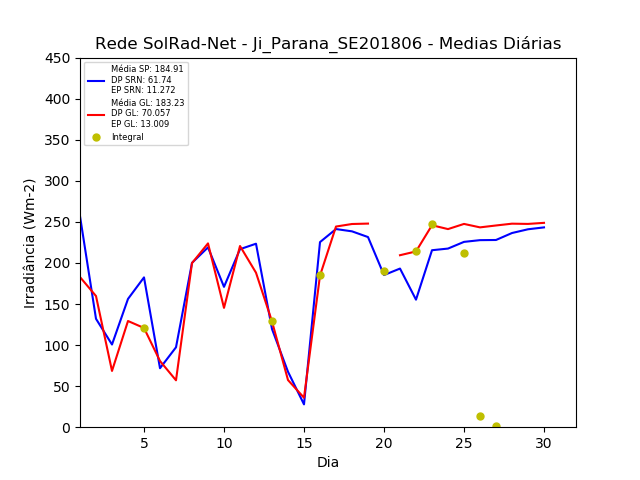 Rede SolRad-Net - Ji_Parana_SE201806 - Medias Diárias
450
400
350
300
250
200
150
100
50
0
Irradiância (Wm-2)
Média SP: 184.91
DP SRN: 61.74
EP SRN: 11.272
Média GL: 183.23
DP GL: 70.057
EP GL: 13.009
Integral
5 10 15 20 25 30
Dia